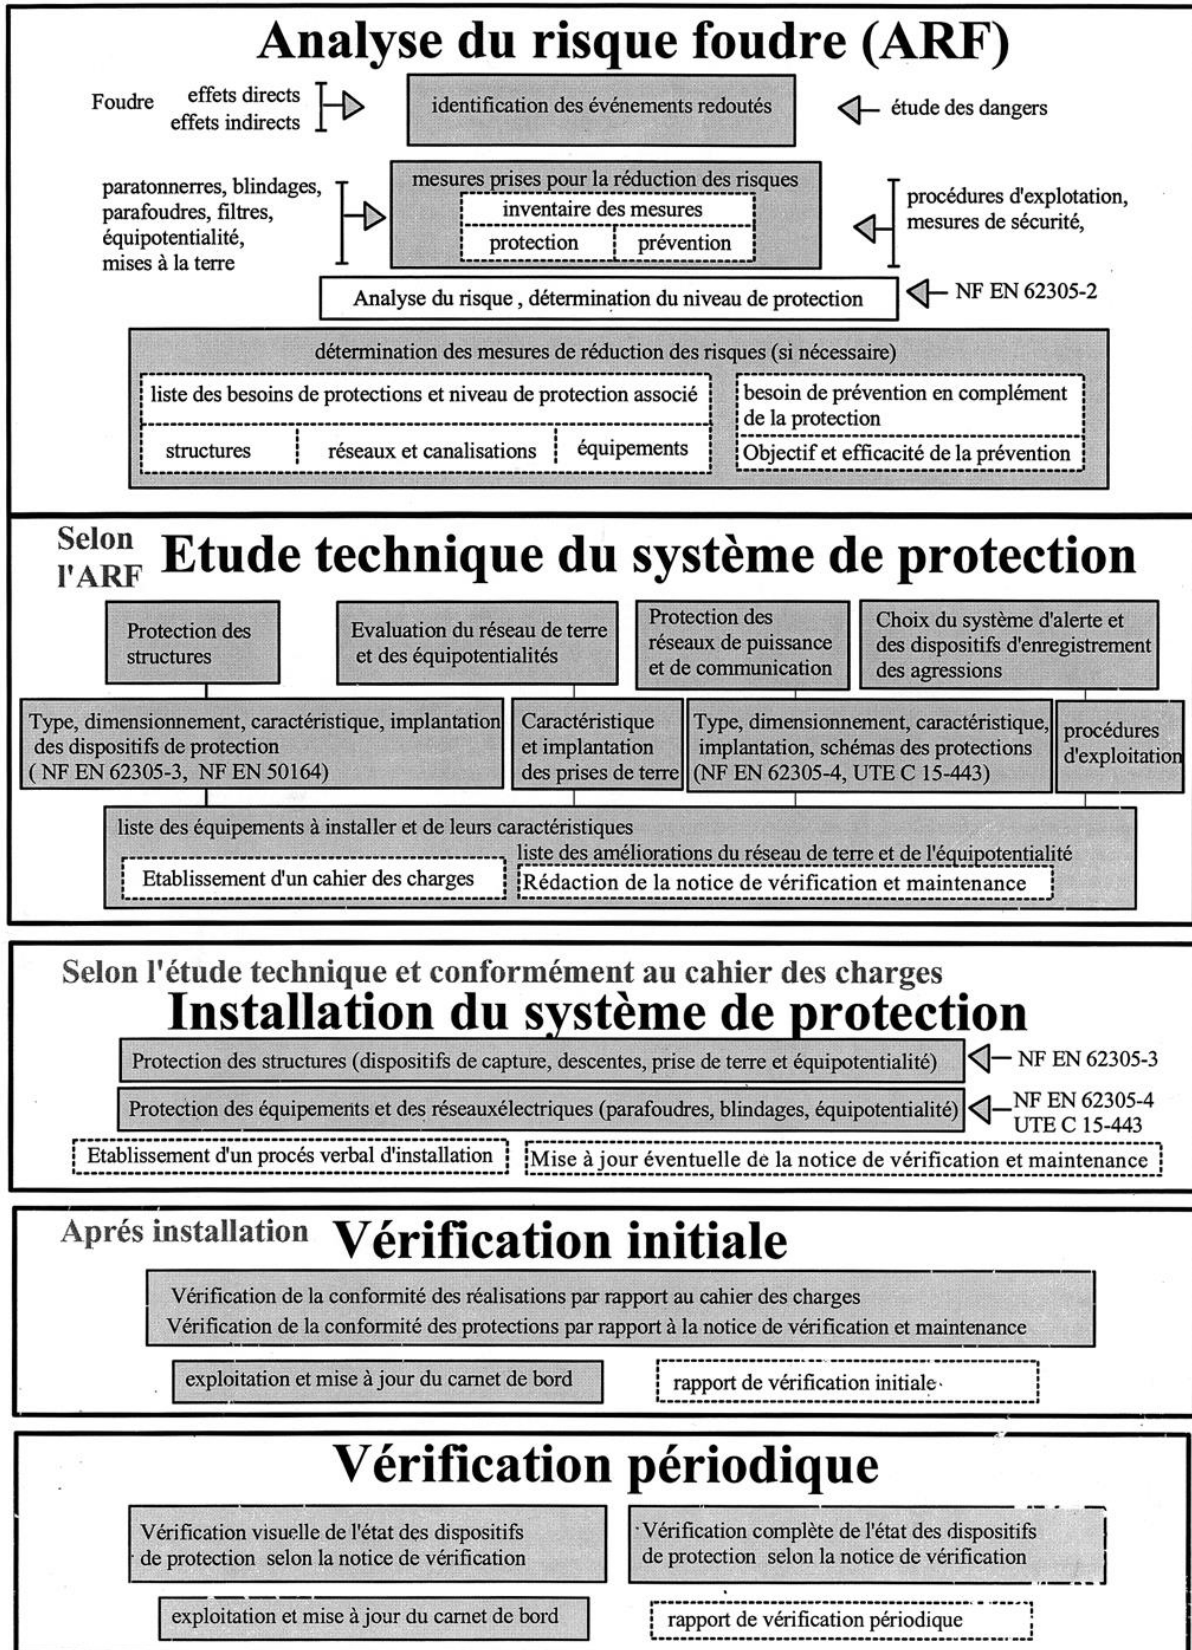 Analyse du risque foudre (ARF)
Foudre
effets directs
effets indirects
identification des événements redoutés
étude des dangers
paratonnerres, blindages,
parafoudres, filtres,
équipotentialité,
mises à la terre
mesures prises pour la réduction des risques
inventaire des mesures
protection
prévention
procédures d'explotation,
mesures de sécurité,
Analyse du risque , détermination du niveau de protection
NF EN 62305-2
détermination des mesures de réduction des risques (si nécessaire)
liste des besoins de protections et niveau de protection associé
structures
réseaux et canalisations
équipements
besoin de prévention en complément
de la protection
Objectif et efficacité de la prévention
Selon
l'ARF
Etude technique du système de protection
Protection des
structures
Evaluation du réseau de terre
et des équipotentialités
Protection des
réseaux de puissance
et de communication
Choix du système d'alerte et
des dispositifs d'enregistrement
des agressions
Type, dimensionnement, caractéristique, implantation
des dispositifs de protection
( NF EN 62305-3, NF EN 50164)
Caractéristique
et implantation
des prises de terre
Type, dimensionnement, caractéristique,
implantation, schémas des protections
(NF EN 62305-4, UTE C 15-443)
procédures
d'exploitation
liste des équipements à installer et de leurs caractéristiques
liste des améliorations du réseau de terre et de l'équipotentialité
Etablissement d'un cahier des charges
Rédaction de la notice de vérification et maintenance
Selon l'étude technique et conformément au cahier des charges
Installation du système de protection
Protection des structures (dispositifs de capture, descentes, prise de terre et équipotentialité)
NF EN 62305-3
Protection des équipements et des réseauxélectriques (parafoudres, blindages, équipotentialité)
NF EN 62305-4
UTE C 15-443
Etablissement d'un procés verbal d'installation
Mise à jour éventuelle de la notice de vérification et maintenance
Aprés installation
Vérification initiale
Vérification de la conformité des réalisations par rapport au cahier des charges
Vérification de la conformité des protections par rapport à la notice de vérification et maintenance
exploitation et mise à jour du carnet de bord
rapport de vérification initiale
Vérification périodique
Vérification visuelle de l'état des dispositifs
de protection selon la notice de vérification
Vérification complète de l'état des dispositifs
de protection selon la notice de vérification
exploitation et mise à jour du carnet de bord
rapport de vérification périodique